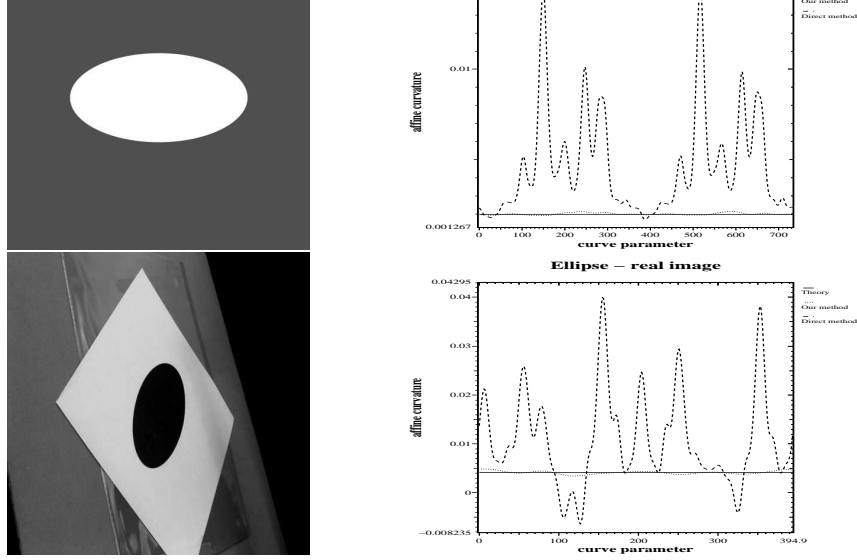 Our method
Direct method
0.01
affine curvature
0.001267
0 100 200 300 400 500 600 700
curve parameter
Ellipse – real image
0.04295
0.04
0.03
0.02
0.01
0
−0.008235
affine curvature
Theory
Our method
Direct method
0 100 200 300 394.9
curve parameter